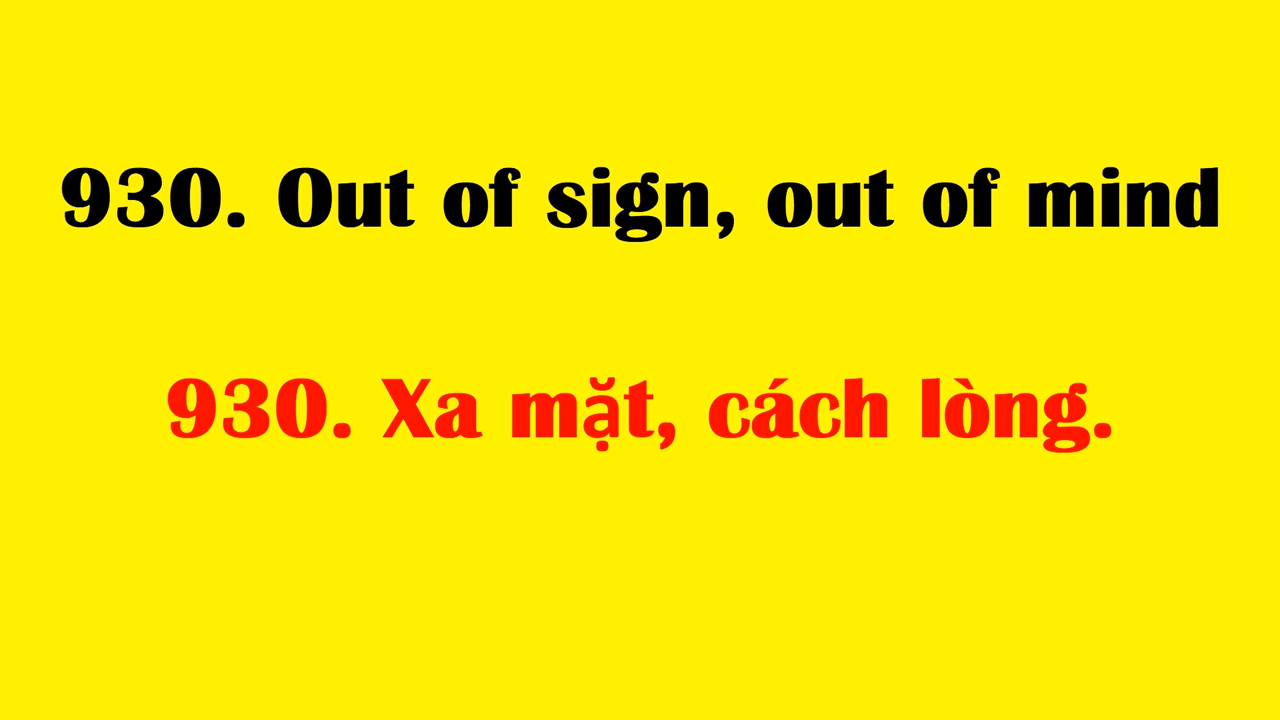 930. Out of sign, out of mind
930. Xa mặt, cách lòng.